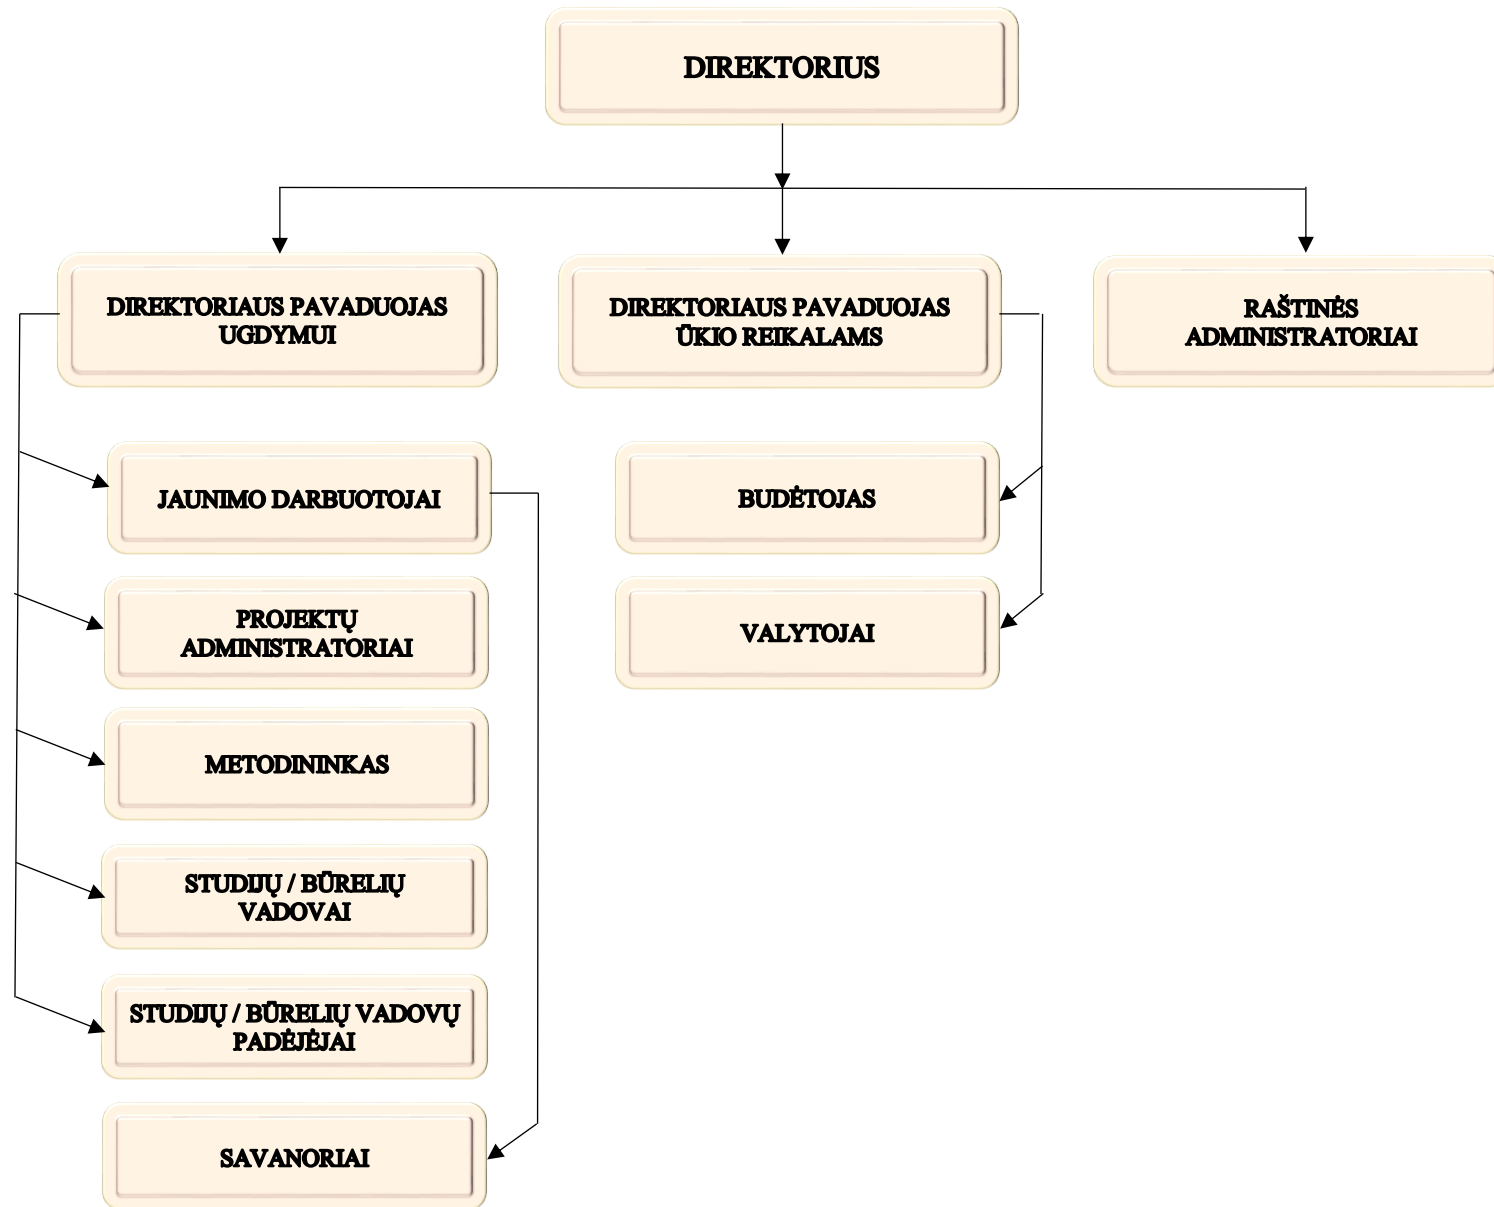 DIREKTORIUS
DIREKTORIAUS PAVADUOJAS
UGDYMUI
DIREKTORIAUS PAVADUOJAS
ŪKIO REIKALAMS
RAŠTINĖS
ADMINISTRATORIAI
JAUNIMO DARBUOTOJAI
BUDĖTOJAS
PROJEKTŲ
ADMINISTRATORIAI
VALYTOJAI
METODININKAS
STUDIJŲ / BŪRELIŲ
VADOVAI
STUDIJŲ / BŪRELIŲ VADOVŲ
PADĖJĖJAI
SAVANORIAI